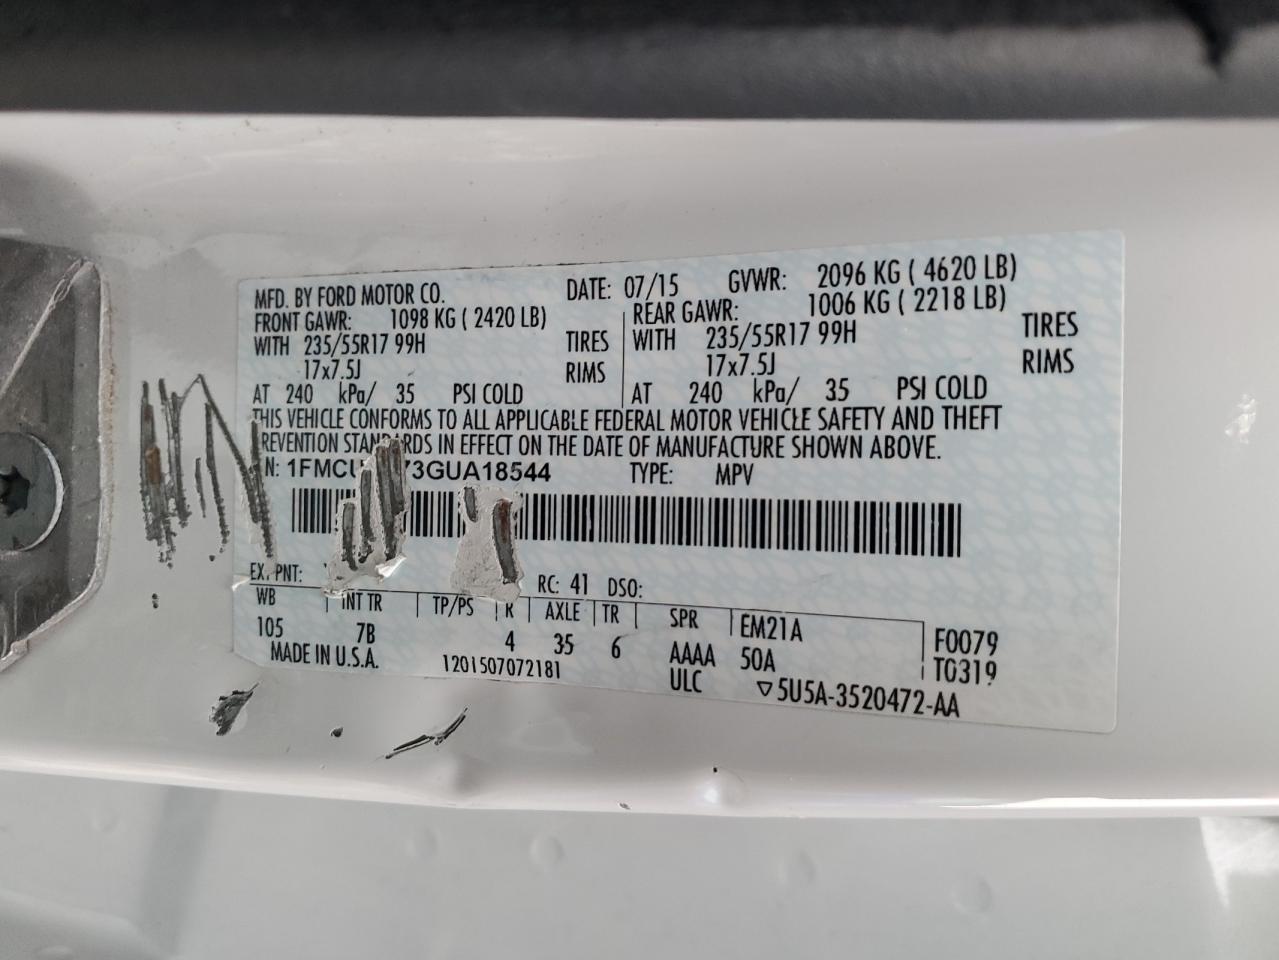 MFD. BY FORD MOTOR CO. DATE: 07/15 GVWR: 2096 KG ( 4620 LB)
FRONT GAWR: 1098 KG ( 2420 LB) REAR GAWR: 1006 KG ( 2218 LB)
WITH 235/55R17 99H TIRES WITH 235/55R17 99H TIRES
17x7.5J RIMS 17x7.5J RIMS
AT 240 kPa/ 35 PSI COLD AT 240 kPa/ 35 PSI COLD
THIS VEHICLE CONFORMS TO ALL APPLICABLE FEDERAL MOTOR VEHICLE SAFETY AND THEFT
REVENTION STANDARDS IN EFFECT ON THE DATE OF MANUFACTURE SHOWN ABOVE.
N: 1FMCU 73GUA18544 TYPE: MPV
EXT PNT: RC: 41 DSO:
WB INT TR TP/PS R AXLE TR SPR EM21A F0079
105 7B 4 35 6 AAAA 50A T0319
MADE IN U.S.A. 1201507072181 ULC 5U5A-3520472-AA